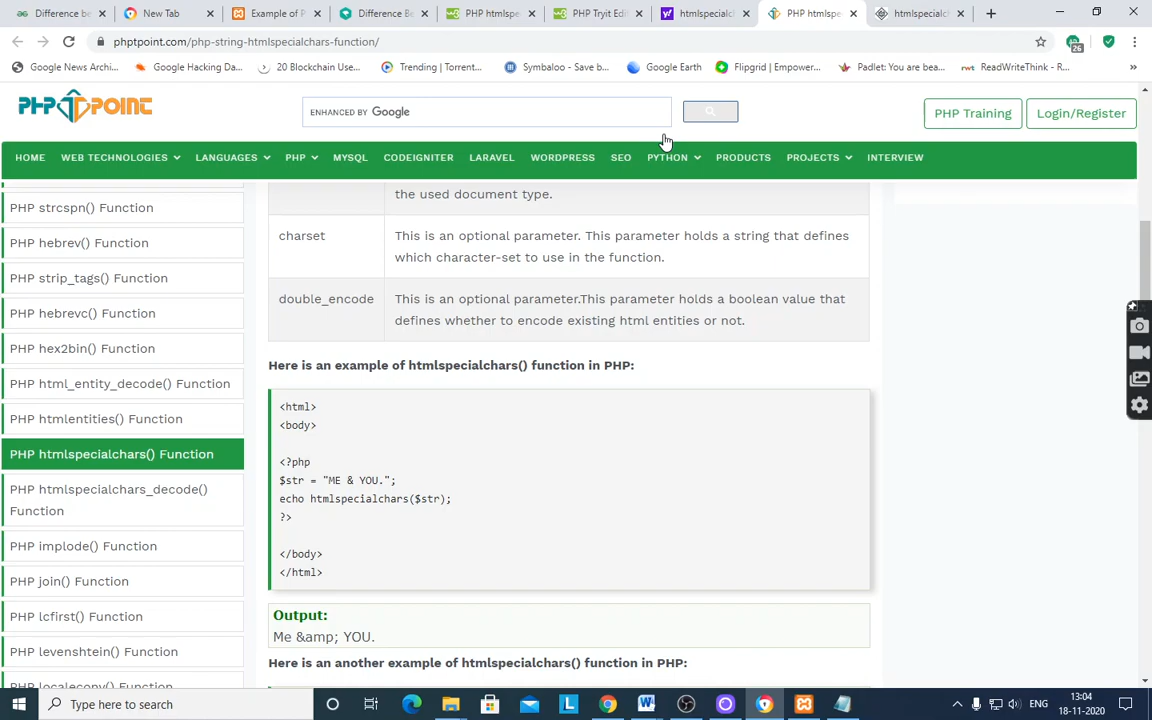 Difference be
New Tab
Example of P
Difference Be
PHP htmlspe
PHP Tryit Edi
htmlspecialch
PHP htmlspe
htmlspecialc
phptpoint.com/php-string-htmlspecialchars-function/
26
Google News Archi...
Google Hacking Da...
20 Blockchain Use...
Trending | Torrent...
Symbaloo - Save b...
Google Earth
Flipgrid | Empower...
Padlet: You are bea...
ReadWriteThink - R...
PHPTPOINT
ENHANCED BY Google
PHP Training
Login/Register
HOME
WEB TECHNOLOGIES
LANGUAGES
PHP
MYSQL
CODEIGNITER
LARAVEL
WORDPRESS
SEO
PYTHON
PRODUCTS
PROJECTS
INTERVIEW
PHP strcspn() Function
PHP hebrev() Function
PHP strip_tags() Function
PHP hebrevc() Function
PHP hex2bin() Function
PHP html_entity_decode() Function
PHP htmlentities() Function
PHP htmlspecialchars() Function
PHP htmlspecialchars_decode()
Function
PHP implode() Function
PHP join() Function
PHP lcfirst() Function
PHP levenshtein() Function
PHP localeconv() Function
the used document type.
charset
This is an optional parameter. This parameter holds a string that defines
which character-set to use in the function.
double_encode
This is an optional parameter.This parameter holds a boolean value that
defines whether to encode existing html entities or not.
Here is an example of htmlspecialchars() function in PHP:
<html>
<body>
<?php
$str = "ME & YOU.";
echo htmlspecialchars($str);
?>
</body>
</html>
Output:
Me &amp; YOU.
Here is an another example of htmlspecialchars() function in PHP:
Type here to search
ENG
13:04
18-11-2020